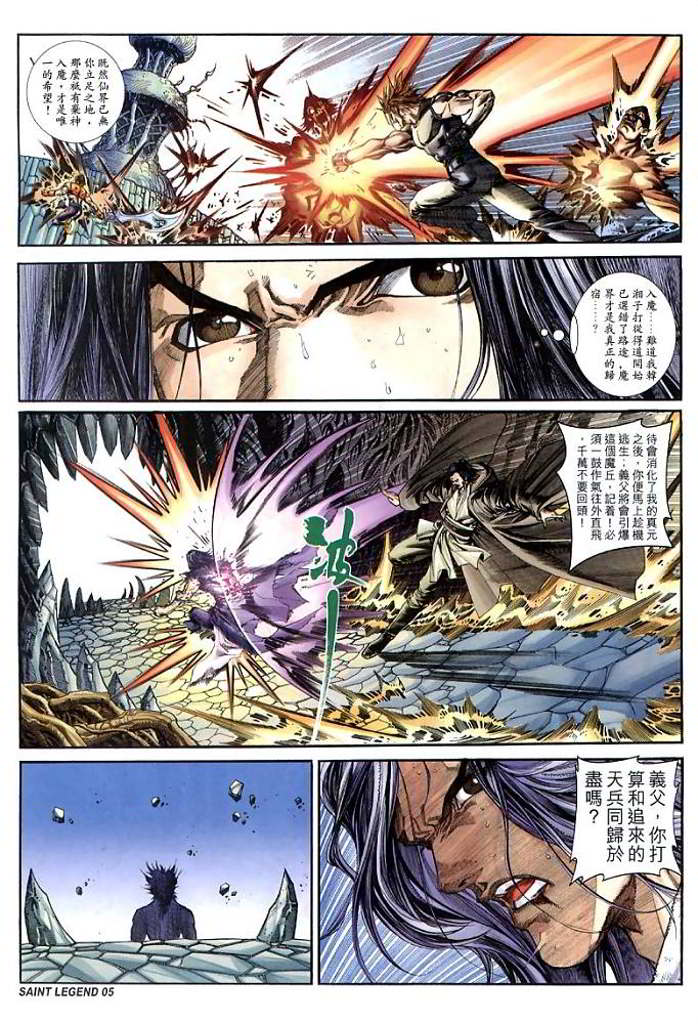 既然仙界已無
你立足之地，
那麼祇有棄神
入魔，才是唯
一的希望！
入魔……難道我韓
湘子打從得道開始
已選錯了路途，魔
界才是我真正的歸
宿……？
待會消化了我的真元
之後，你便馬上趁機
逃生；義父將會引爆
這個魔丘，記着！必
須一鼓作氣往外直飛
，千萬不要回頭！
波－
義父，你打
算和追來的
天兵同歸於
盡嗎？
SAINT LEGEND 05